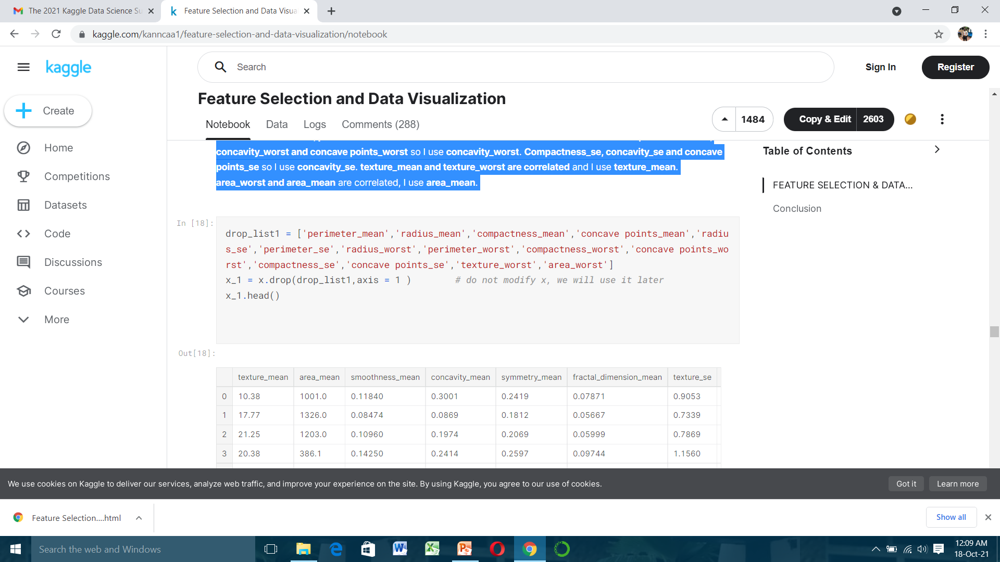 The 2021 Kaggle Data Science Su
Feature Selection and Data Visua
kaggle.com/kanncaa1/feature-selection-and-data-visualization/notebook
kaggle
Search
Sign In
Register
Create
Home
Competitions
Datasets
Code
Discussions
Courses
More
Feature Selection and Data Visualization
Notebook Data Logs Comments (288)
1484
Copy & Edit 2603
concavity_worst and concave points_worst so I use concavity_worst. Compactness_se, concavity_se and concave
points_se so I use concavity_se. texture_mean and texture_worst are correlated and I use texture_mean.
area_worst and area_mean are correlated, I use area_mean.
Table of Contents
FEATURE SELECTION & DATA...
Conclusion
In [18]:
drop_list1 = ['perimeter_mean','radius_mean','compactness_mean','concave points_mean','radiu
s_se','perimeter_se','radius_worst','perimeter_worst','compactness_worst','concave points_wo
rst','compactness_se','concave points_se','texture_worst','area_worst']
x_1 = x.drop(drop_list1,axis = 1 )        # do not modify x, we will use it later
x_1.head()
Out[18]:
texture_mean area_mean smoothness_mean concavity_mean symmetry_mean fractal_dimension_mean texture_se
0 10.38 1001.0 0.11840 0.3001 0.2419 0.07871 0.9053
1 17.77 1326.0 0.08474 0.0869 0.1812 0.05667 0.7339
2 21.25 1203.0 0.10960 0.1974 0.2069 0.05999 0.7869
3 20.38 386.1 0.14250 0.2414 0.2597 0.09744 1.1560
We use cookies on Kaggle to deliver our services, analyze web traffic, and improve your experience on the site. By using Kaggle, you agree to our use of cookies.
Got it
Learn more
Feature Selection....html
Show all
Search the web and Windows
12:09 AM
18-Oct-21